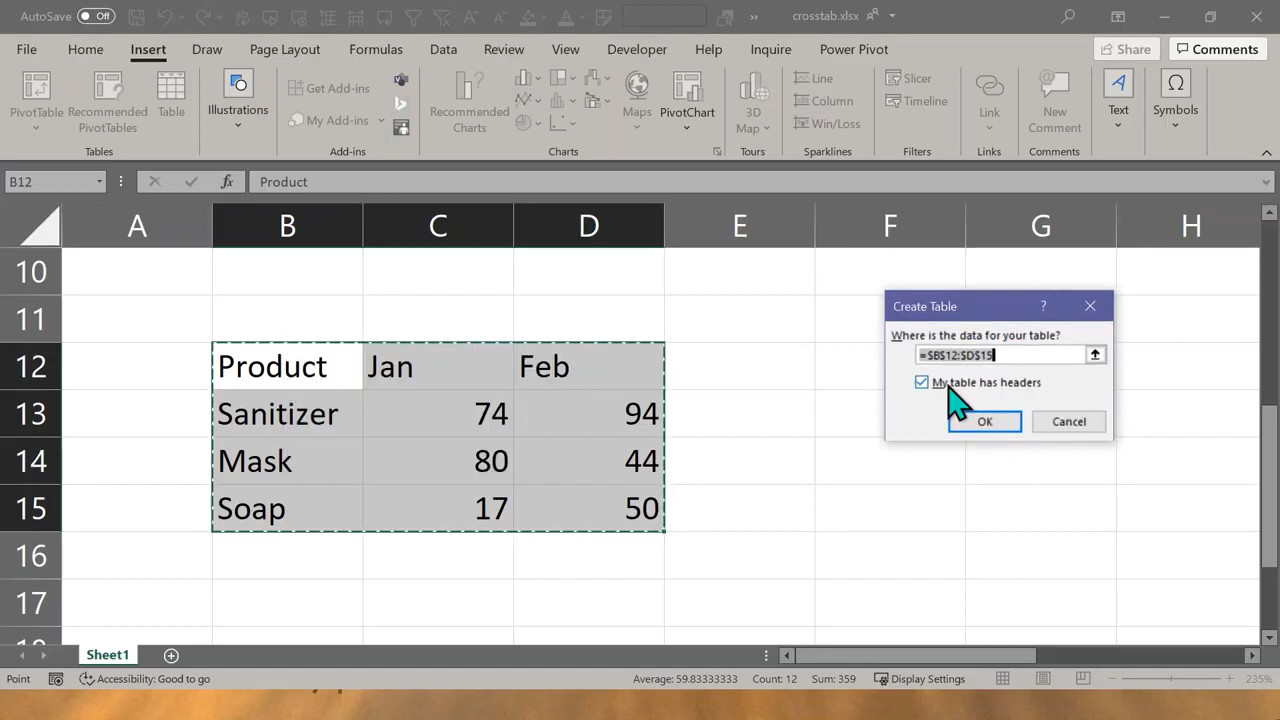 AutoSave Off crosstab.xlsx
File Home Insert Draw Page Layout Formulas Data Review View Developer Help Inquire Power Pivot Share Comments
PivotTable Recommended PivotTables Table Illustrations Get Add-ins My Add-ins Recommended Charts Maps PivotChart 3D Map Line Column Win/Loss Slicer Timeline Link New Comment Text Symbols
Tables Add-ins Charts Tours Sparklines Filters Links Comments
B12 fx Product
A B C D E F G H
10
11
12 Product Jan Feb
13 Sanitizer 74 94
14 Mask 80 44
15 Soap 17 50
16
17
Create Table ?
Where is the data for your table?
=$B$12:$D$15
My table has headers
OK Cancel
Sheet1
Point Accessibility: Good to go Average: 59.83333333 Count: 12 Sum: 359 Display Settings 235%